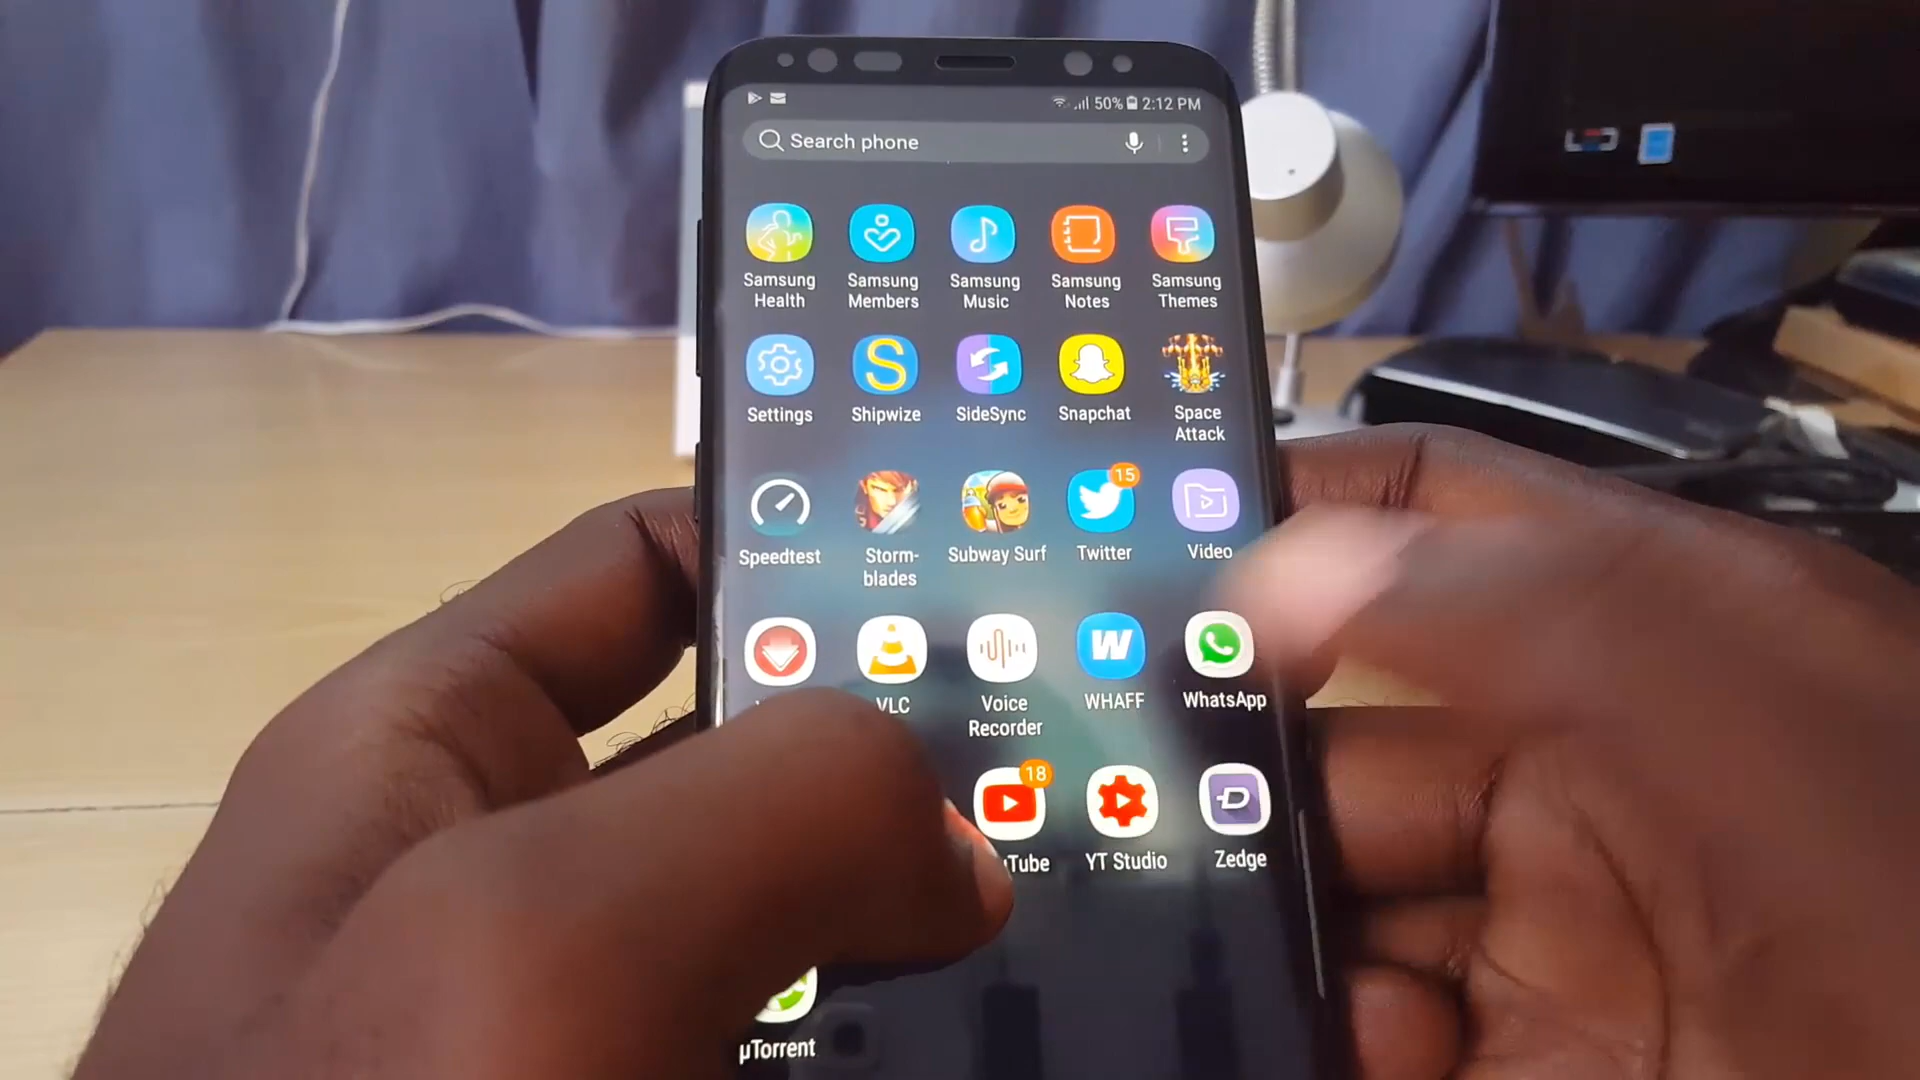 50% 2:12 PM
Search phone
Samsung Health
Samsung Members
Samsung Music
Samsung Notes
Samsung Themes
Settings
Shipwize
SideSync
Snapchat
Space Attack
15
Speedtest
Storm-blades
Subway Surf
Twitter
Video
W
VLC
Voice Recorder
WHAFF
WhatsApp
18
Tube
YT Studio
Zedge
µTorrent